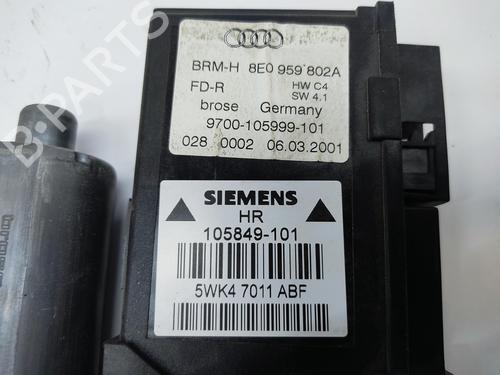 BRM-H 8E0 959 802A
FD-R HW C4
SW 4.1
brose Germany
9700-105999-101
028 0002 06.03.2001
SIEMENS
HR
105849-101
5WK4 7011 ABF
B-PARTS